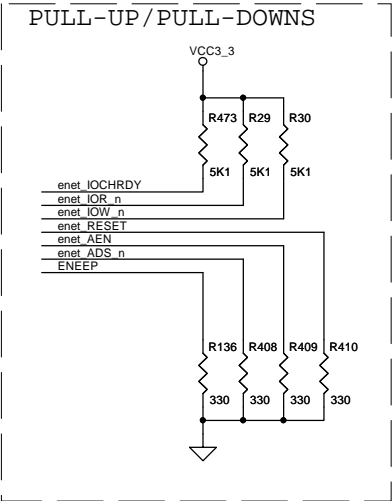 PULL-UP/PULL-DOWNS
VCC3_3
R473 R29 R30
5K1 5K1 5K1
enet_IOCHRDY
enet_IOR_n
enet_IOW_n
enet_RESET
enet_AEN
enet_ADS_n
ENEEP
R136 R408 R409 R410
330 330 330 330